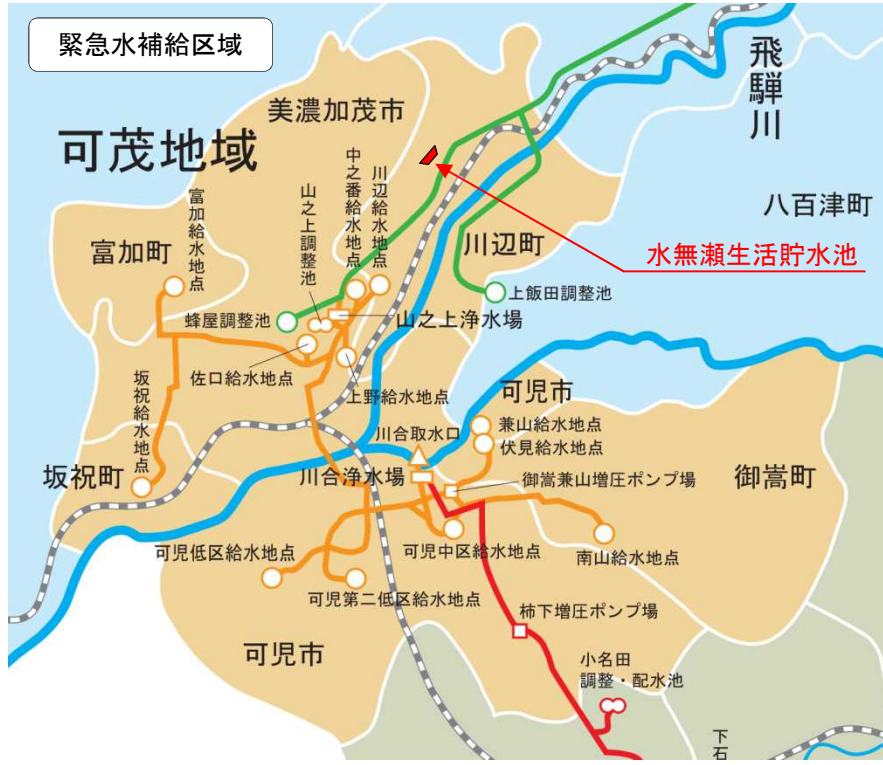 緊急水補給区域
飛騨川
美濃加茂市
可茂地域
中之番給水地点
川辺給水地点
山之上調整池
富加給水地点
八百津町
富加町
川辺町
水無瀬生活貯水池
上飯田調整池
蜂屋調整池
山之上浄水場
佐口給水地点
上野給水地点
可児市
坂祝給水地点
兼山給水地点
川合取水口
伏見給水地点
坂祝町
川合浄水場
御嵩兼山増圧ポンプ場
御嵩町
可児低区給水地点
可児中区給水地点
南山給水地点
可児第二低区給水地点
柿下増圧ポンプ場
可児市
小名田
調整・配水池
下石